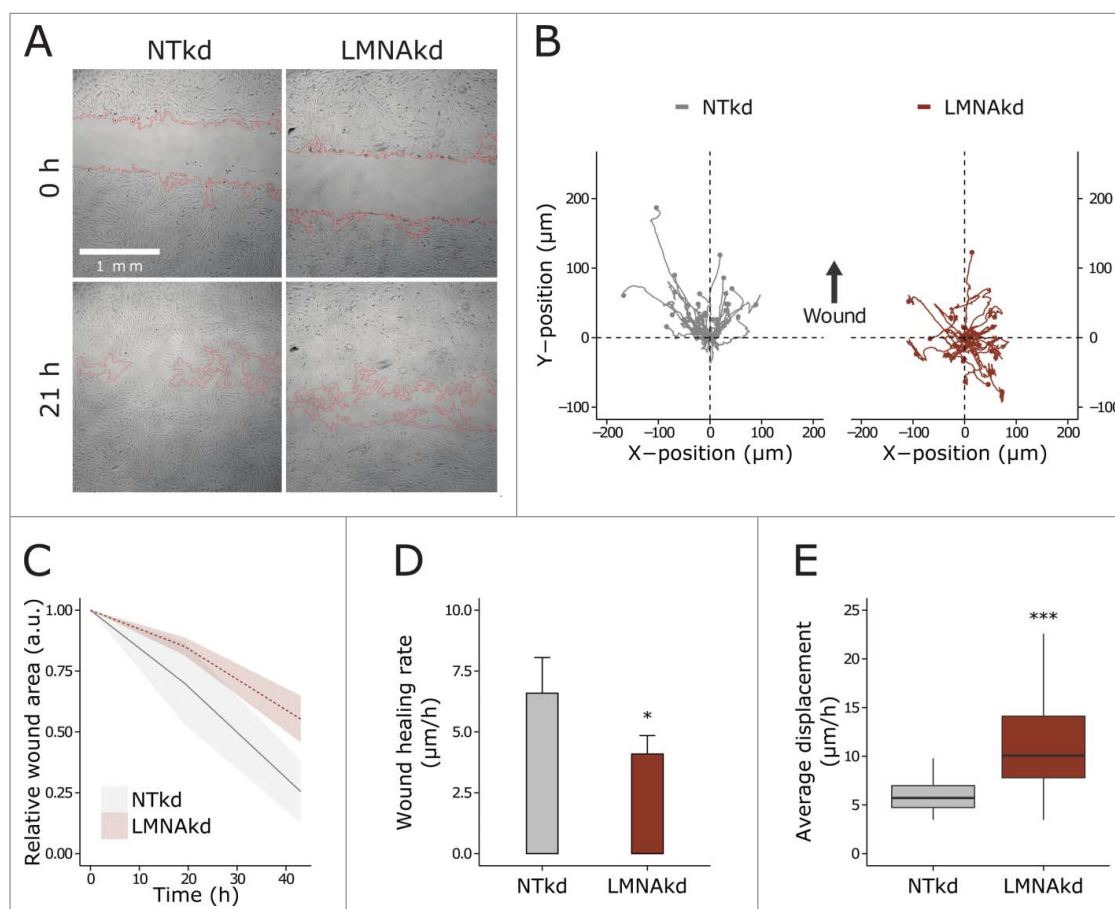 A
NTkd
LMNAkd
0 h
1 mm
21 h
B
NTkd
LMNAkd
Y−position (µm)
200
100
0
−100
−200
−100
0
100
200
X−position (µm)
Wound
−200
−100
0
100
200
X−position (µm)
200
100
0
−100
C
Relative wound area (a.u.)
1.00
0.75
0.50
0.25
0.00
NTkd
LMNAkd
0
10
20
30
40
Time (h)
D
Wound healing rate
(µm/h)
10.0
7.5
5.0
2.5
0.0
*
NTkd
LMNAkd
E
Average displacement
(µm/h)
25
20
15
10
5
0
***
NTkd
LMNAkd